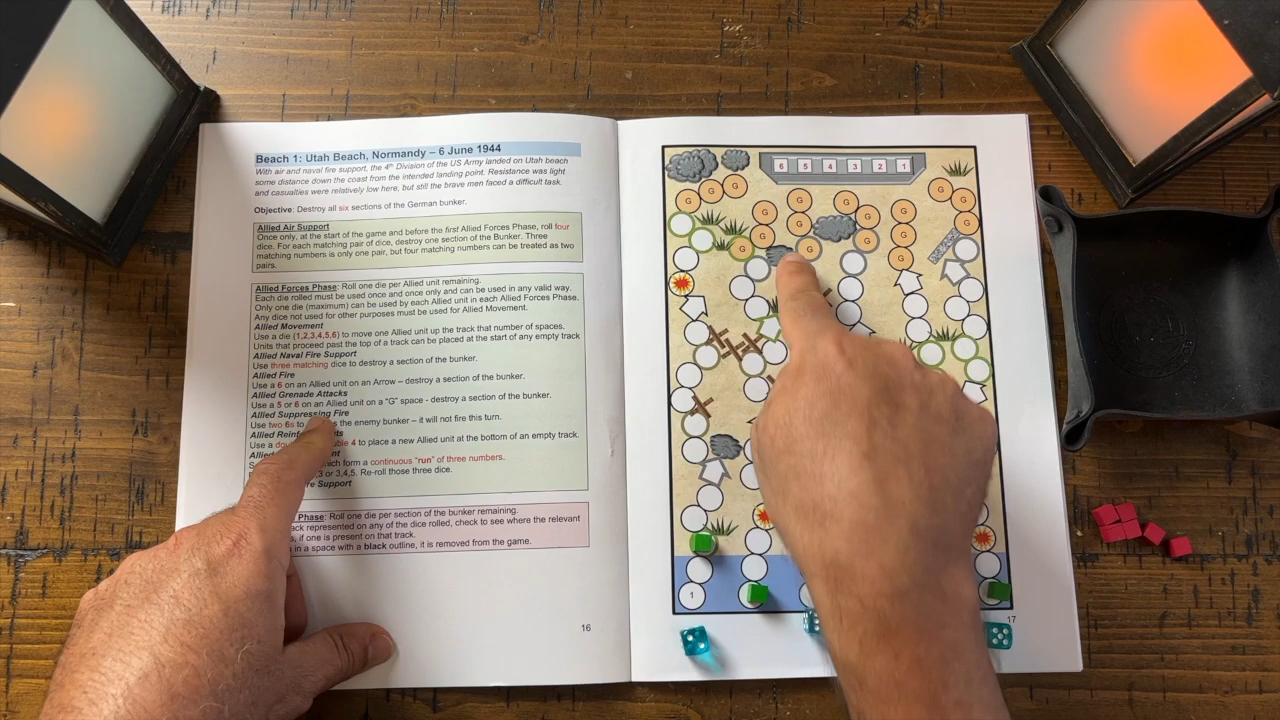 Beach 1: Utah Beach, Normandy – 6 June 1944
With air and naval fire support, the 4th Division of the US Army landed on Utah beach
some distance down the coast from the intended landing point. Resistance was light
and casualties were relatively low here, but still the brave men faced a difficult task.
Objective: Destroy all six sections of the German bunker.
Allied Air Support
Once only, at the start of the game and before the first Allied Forces Phase, roll four
dice. For each matching pair of dice, destroy one section of the Bunker. Three
matching numbers is only one pair, but four matching numbers can be treated as two
pairs.
Allied Forces Phase: Roll one die per Allied unit remaining.
Each die rolled must be used once and once only and can be used in any valid way.
Only one die (maximum) can be used by each Allied unit in each Allied Forces Phase.
Any dice not used for other purposes must be used for Allied Movement.
Allied Movement
Use a die (1,2,3,4,5,6) to move one Allied unit up the track that number of spaces.
Units that proceed past the top of a track can be placed at the start of any empty track
Allied Naval Fire Support
Use three matching dice to destroy a section of the bunker.
Allied Fire
Use a 6 on an Allied unit on an Arrow – destroy a section of the bunker.
Allied Grenade Attacks
Use a 5 or 6 on an Allied unit on a "G" space - destroy a section of the bunker.
Allied Suppressing Fire
Use two 6s to the enemy bunker – it will not fire this turn.
Allied
Use a 4 to place a new Allied unit at the bottom of an empty track.
which form a continuous "run" of three numbers.
3 or 3,4,5. Re-roll those three dice.
Support
Phase: Roll one die per section of the bunker remaining.
represented on any of the dice rolled, check to see where the relevant
if one is present on that track.
in a space with a black outline, it is removed from the game.
16
6 5 4 3 2 1
G G G G G G
G G G G G
G G G G G
G G G
1
17